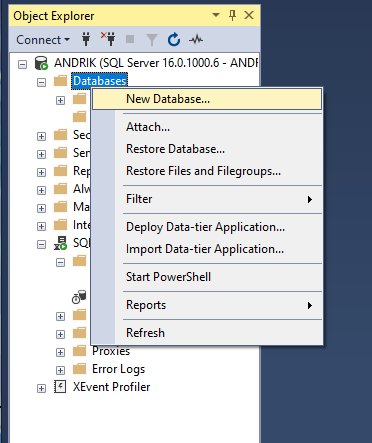 Object Explorer
Connect
ANDRIK (SQL Server 16.0.1000.6 - ANDR
Databases
New Database...
Attach...
Restore Database...
Restore Files and Filegroups...
Filter
Deploy Data-tier Application...
Import Data-tier Application...
Start PowerShell
Reports
Refresh
Sec
Ser
Rep
Alw
Ma
Inte
SQL
Proxies
Error Logs
XEvent Profiler